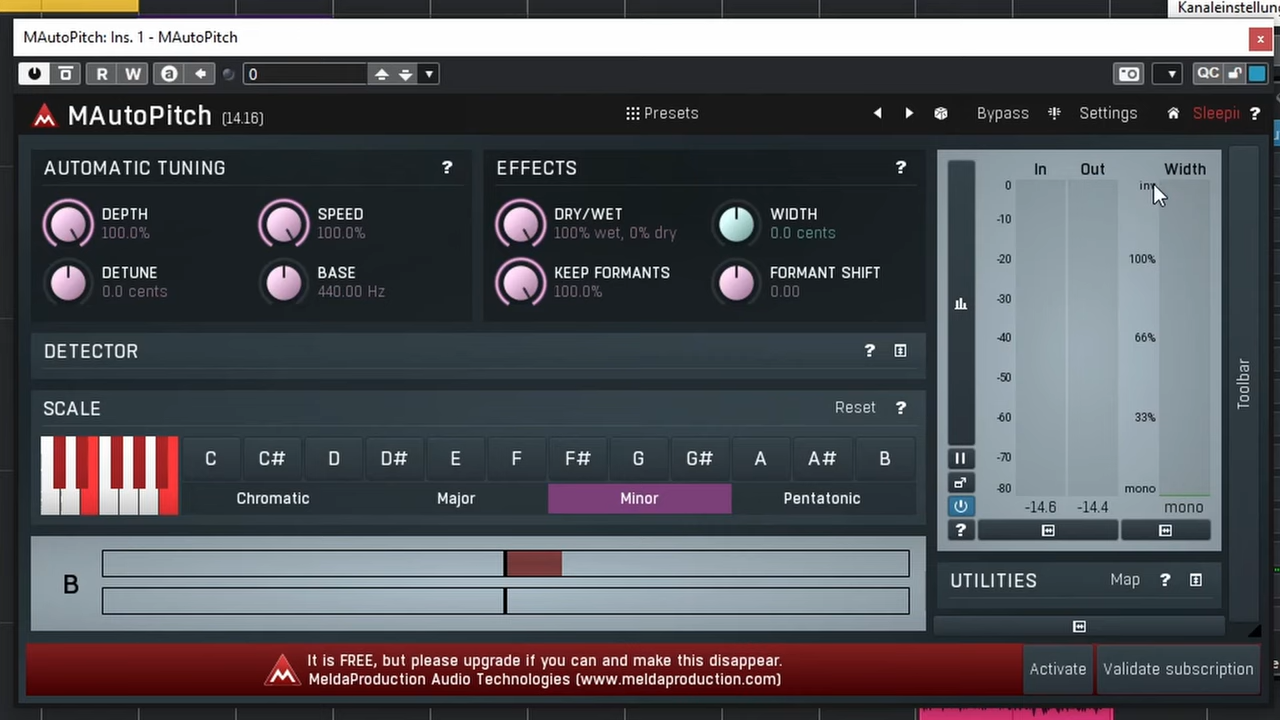 Kanaleinstellung
MAutoPitch: Ins. 1 - MAutoPitch
x
R W a 0 QC
MAutoPitch (14.16) Presets Bypass Settings Sleepi ?
AUTOMATIC TUNING ?
DEPTH
100.0%
SPEED
100.0%
DETUNE
0.0 cents
BASE
440.00 Hz
EFFECTS ?
DRY/WET
100% wet, 0% dry
WIDTH
0.0 cents
KEEP FORMANTS
100.0%
FORMANT SHIFT
0.00
DETECTOR ?
SCALE Reset ?
C C# D D# E F F# G G# A A# B
Chromatic Major Minor Pentatonic
B
In Out Width
0 inv
-10
-20 100%
-30
-40 66%
-50
-60 33%
-70
-80 mono
-14.6 -14.4 mono
?
UTILITIES Map ?
Toolbar
It is FREE, but please upgrade if you can and make this disappear.
MeldaProduction Audio Technologies (www.meldaproduction.com)
Activate Validate subscription